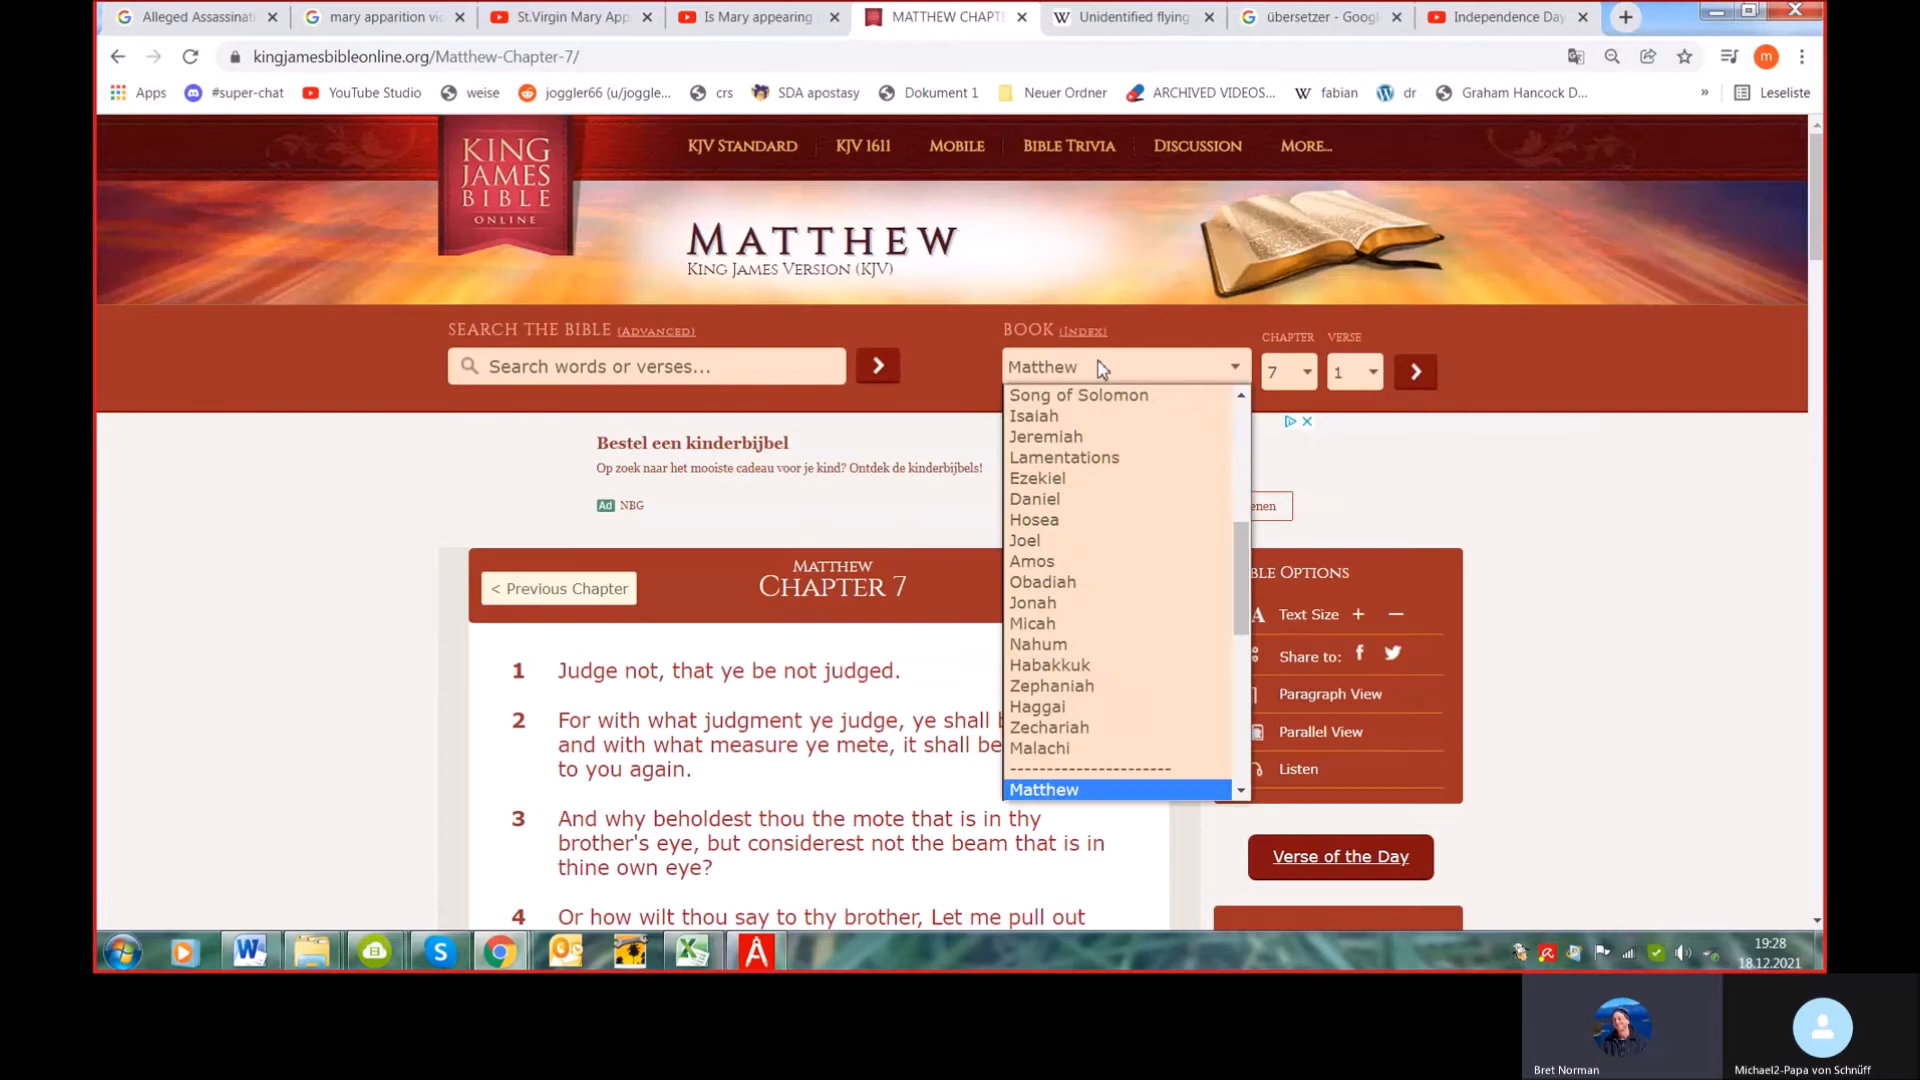 Alleged Assassinati
mary apparition vi
St.Virgin Mary App
Is Mary appearing
MATTHEW CHAPT
Unidentified flying
übersetzer - Googl
Independence Day
kingjamesbibleonline.org/Matthew-Chapter-7/
m
Apps
#super-chat
YouTube Studio
weise
joggler66 (u/joggle...
crs
SDA apostasy
Dokument 1
Neuer Ordner
ARCHIVED VIDEOS...
fabian
dr
Graham Hancock D...
»
Leseliste
KING
JAMES
BIBLE
ONLINE
KJV STANDARD
KJV 1611
MOBILE
BIBLE TRIVIA
DISCUSSION
MORE...
MATTHEW
KING JAMES VERSION (KJV)
SEARCH THE BIBLE (ADVANCED)
Search words or verses...
BOOK (INDEX)
CHAPTER
VERSE
Matthew
7
1
Song of Solomon
Isaiah
Jeremiah
Lamentations
Ezekiel
Daniel
Hosea
Joel
Amos
Obadiah
Jonah
Micah
Nahum
Habakkuk
Zephaniah
Haggai
Zechariah
Malachi
----------------------
Matthew
Bestel een kinderbijbel
Op zoek naar het mooiste cadeau voor je kind? Ontdek de kinderbijbels!
Ad NBG
enen
< Previous Chapter
MATTHEW
CHAPTER 7
1 Judge not, that ye be not judged.
2 For with what judgment ye judge, ye shall b
and with what measure ye mete, it shall be
to you again.
3 And why beholdest thou the mote that is in thy
brother's eye, but considerest not the beam that is in
thine own eye?
4 Or how wilt thou say to thy brother, Let me pull out
BLE OPTIONS
A Text Size + −
Share to:
Paragraph View
Parallel View
Listen
Verse of the Day
19:28
18.12.2021
Bret Norman
Michael2-Papa von Schnüff